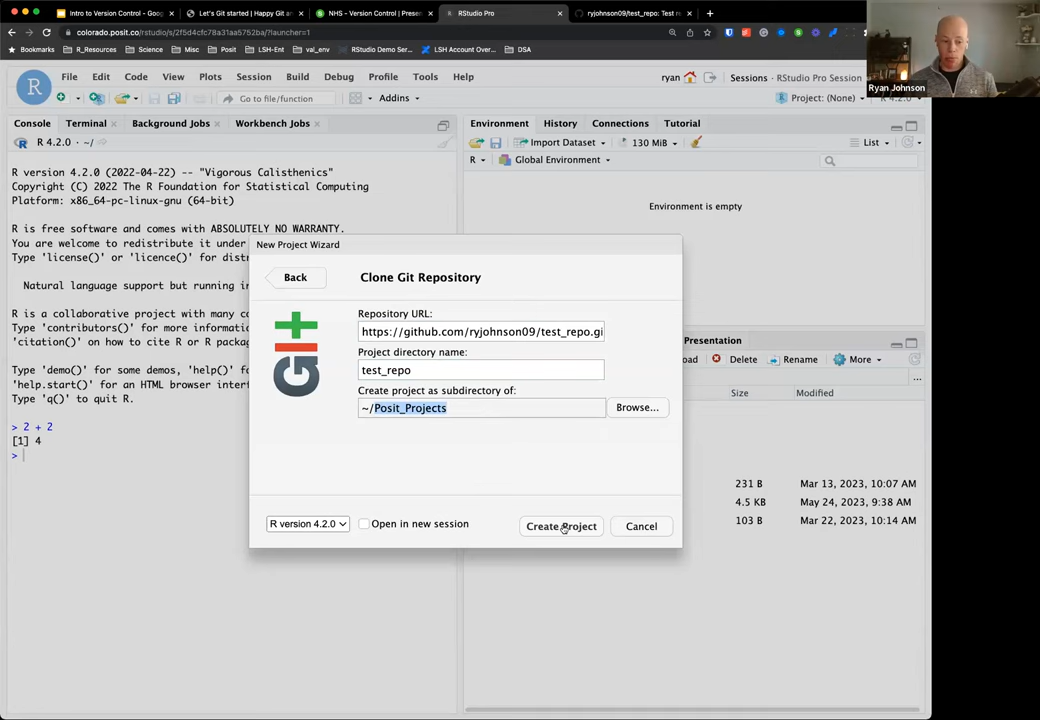 Intro to Version Control - Goog
Let's Git started | Happy Git an
NHS - Version Control | Presen
RStudio Pro
ryjohnson09/test_repo: Test re
colorado.posit.co/rstudio/s/2f5d4cfc78a31aa5752ba/?launcher=1
Bookmarks
R_Resources
Science
Misc
Posit
LSH-Ent
val_env
RStudio Demo Ser...
LSH Account Over...
DSA
Ryan Johnson
R
File Edit Code View Plots Session Build Debug Profile Tools Help
ryan
Sessions
RStudio Pro Session
Go to file/function
Addins
Project: (None)
R 4.2.0
Console
Terminal
Background Jobs
Workbench Jobs
R 4.2.0 · ~/
R version 4.2.0 (2022-04-22) -- "Vigorous Calisthenics"
Copyright (C) 2022 The R Foundation for Statistical Computing
Platform: x86_64-pc-linux-gnu (64-bit)
R is free software and comes with ABSOLUTELY NO WARRANTY.
You are welcome to redistribute it under
Type 'license()' or 'licence()' for dist
Natural language support but running i
R is a collaborative project with many c
Type 'contributors()' for more informati
'citation()' on how to cite R or R packag
Type 'demo()' for some demos, 'help()' f
'help.start()' for an HTML browser interf
Type 'q()' to quit R.
> 2 + 2
[1] 4
>
Environment
History
Connections
Tutorial
Import Dataset
130 MiB
List
R
Global Environment
Environment is empty
Presentation
oad
Delete
Rename
More
Size
Modified
231 B
Mar 13, 2023, 10:07 AM
4.5 KB
May 24, 2023, 9:38 AM
103 B
Mar 22, 2023, 10:14 AM
New Project Wizard
Back
Clone Git Repository
GIt
Repository URL:
https://github.com/ryjohnson09/test_repo.gi
Project directory name:
test_repo
Create project as subdirectory of:
~/Posit_Projects
Browse...
R version 4.2.0
Open in new session
Create Project
Cancel